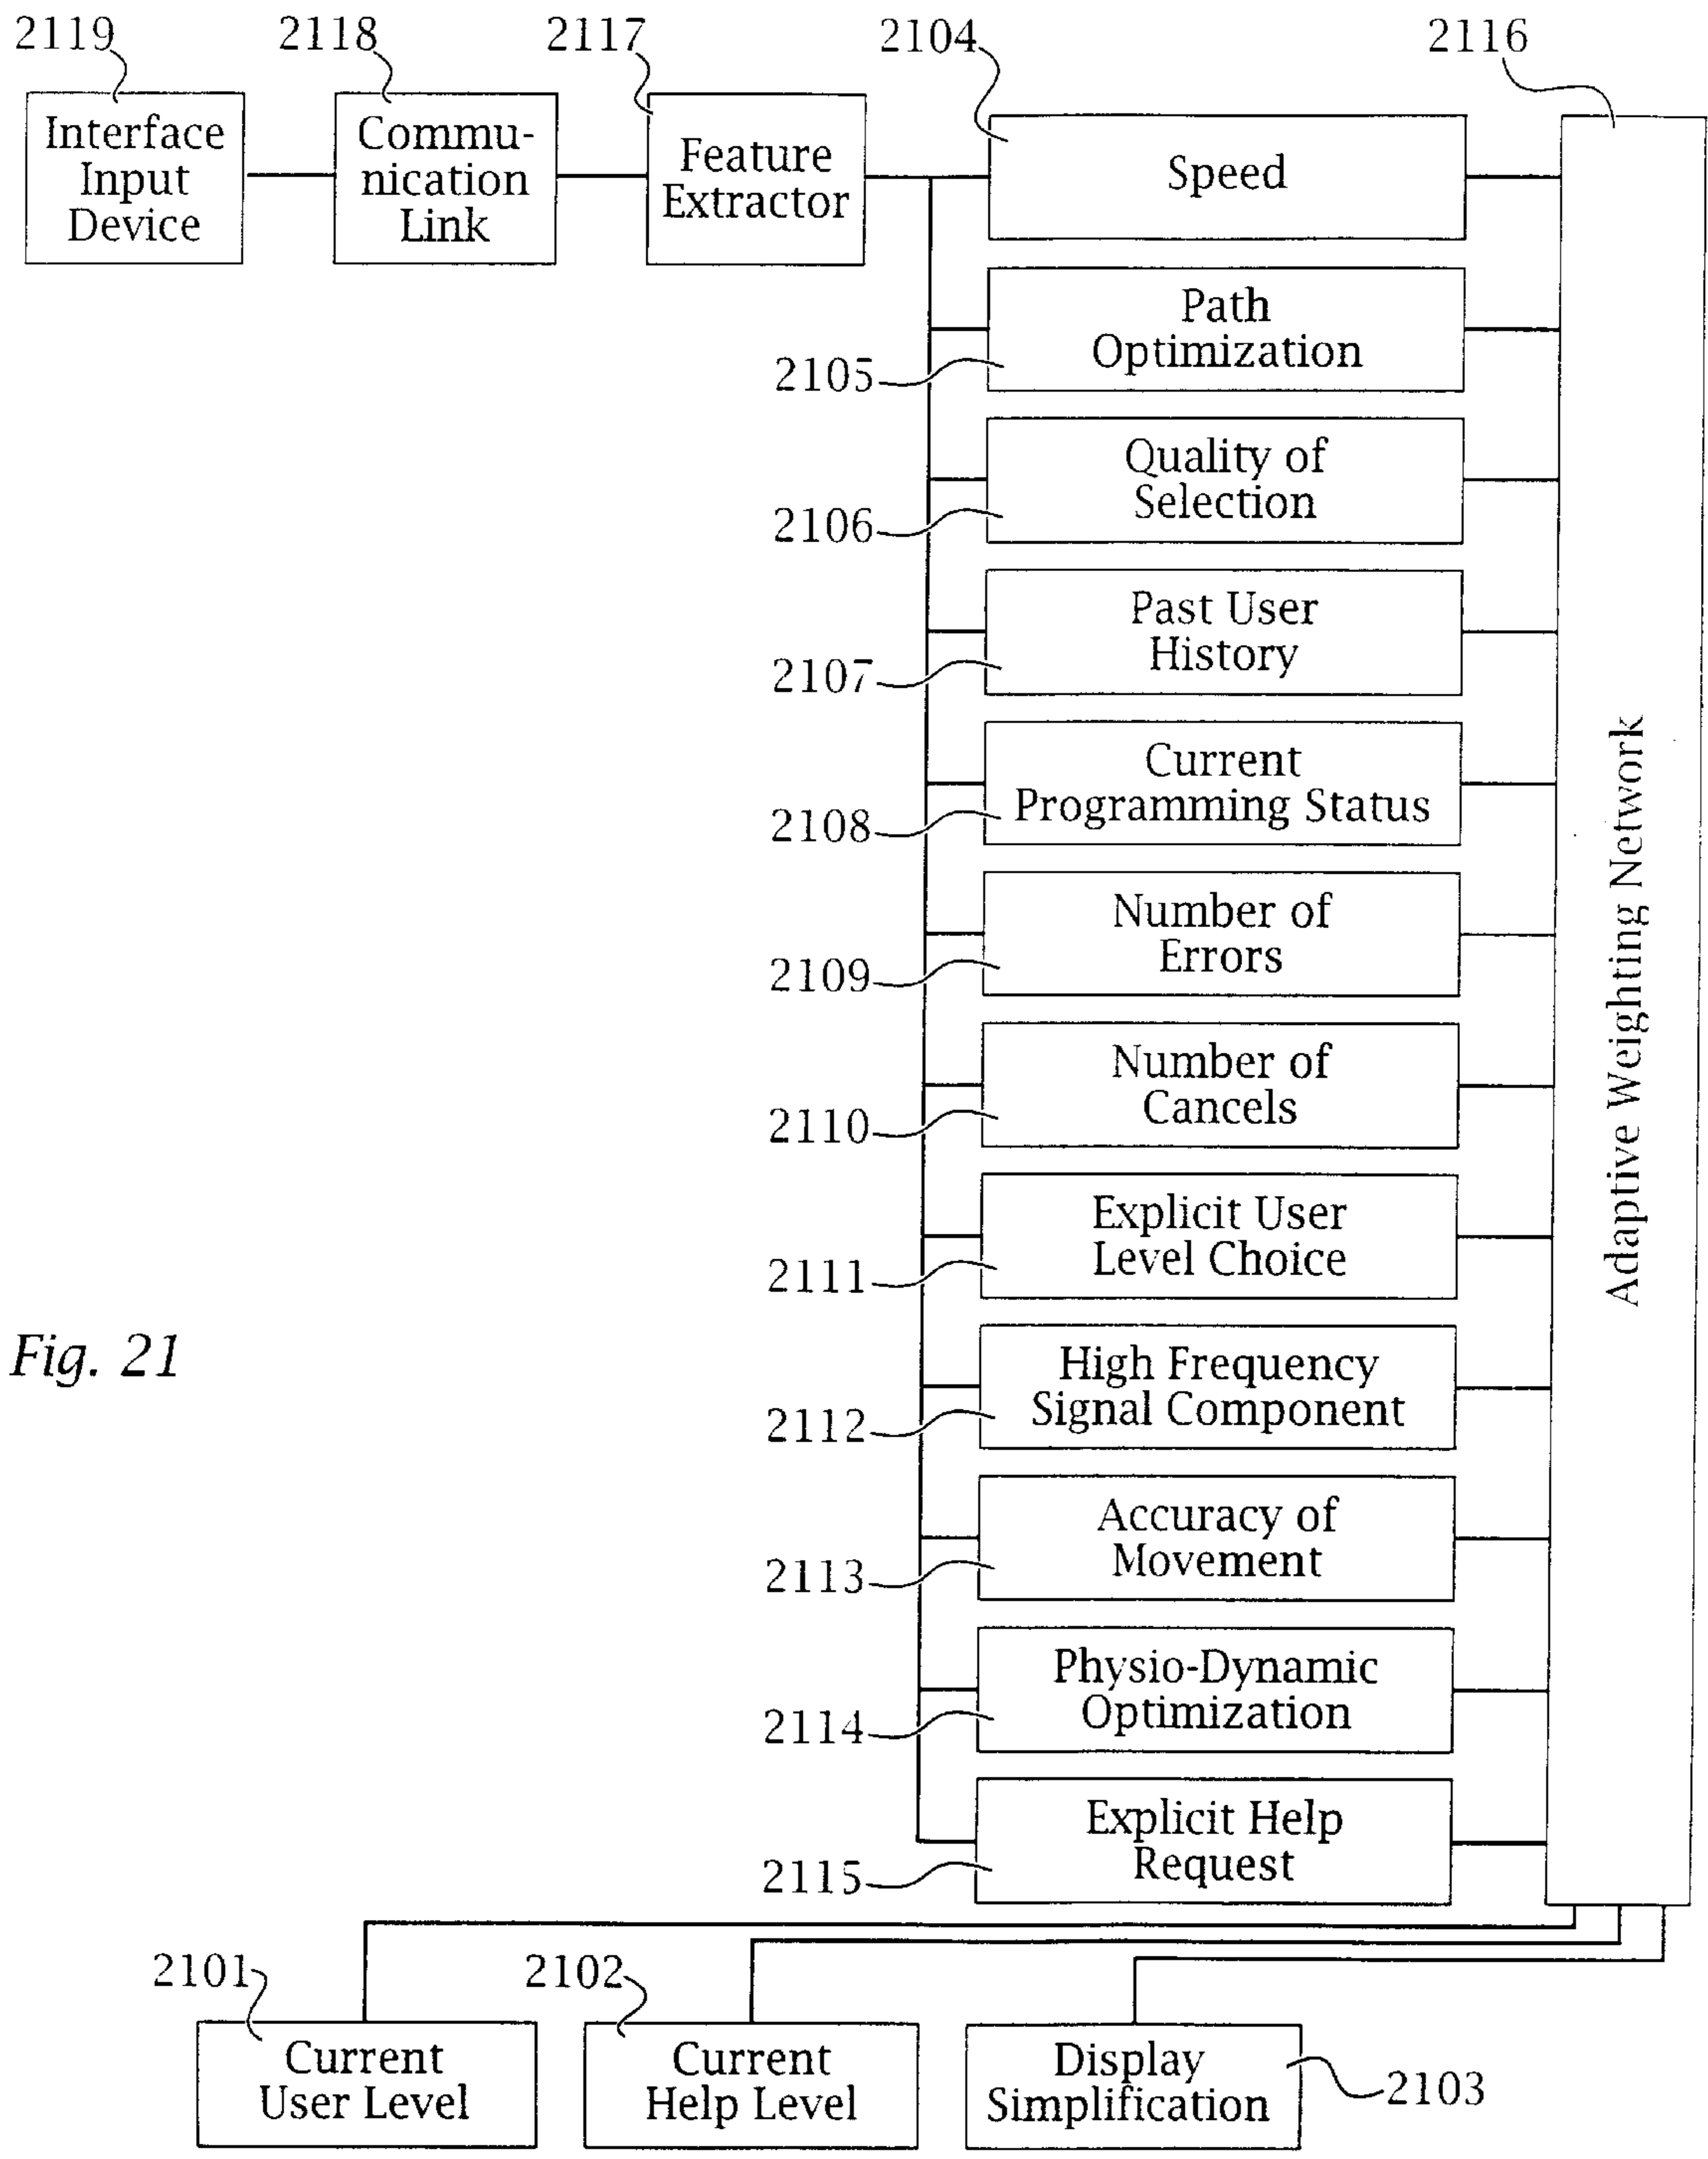 2119
2118
2117
2104
2116
Interface
Input
Device
Commu-
nication
Link
Feature
Extractor
Speed
Path
Optimization
2105
Quality of
Selection
2106
Past User
History
2107
Current
Programming Status
2108
Number of
Errors
2109
Number of
Cancels
2110
Explicit User
Level Choice
2111
High Frequency
Signal Component
2112
Accuracy of
Movement
2113
Physio-Dynamic
Optimization
2114
Explicit Help
Request
2115
Adaptive Weighting Network
Fig. 21
2101
2102
Current
User Level
Current
Help Level
Display
Simplification
2103